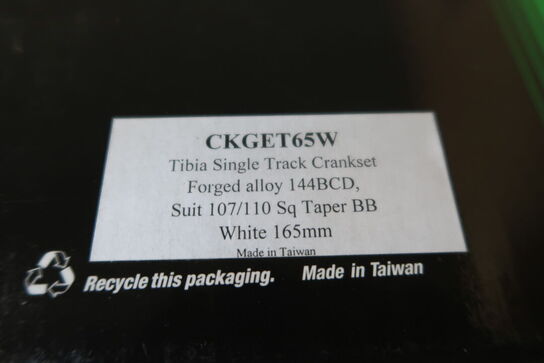 CKGET65W
Tibia Single Track Crankset
Forged alloy 144BCD,
Suit 107/110 Sq Taper BB
White 165mm
Made in Taiwan
Recycle this packaging. Made in Taiwan